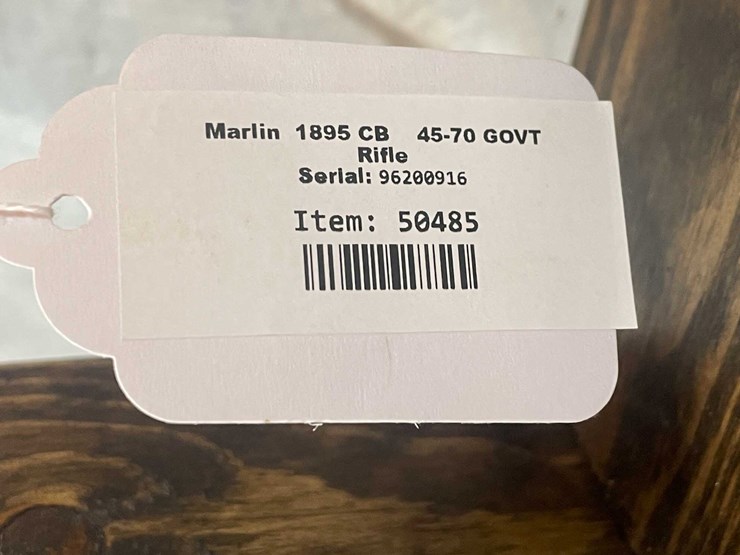 Marlin 1895 CB 45-70 GOVT
Rifle
Serial: 96200916
Item: 50485